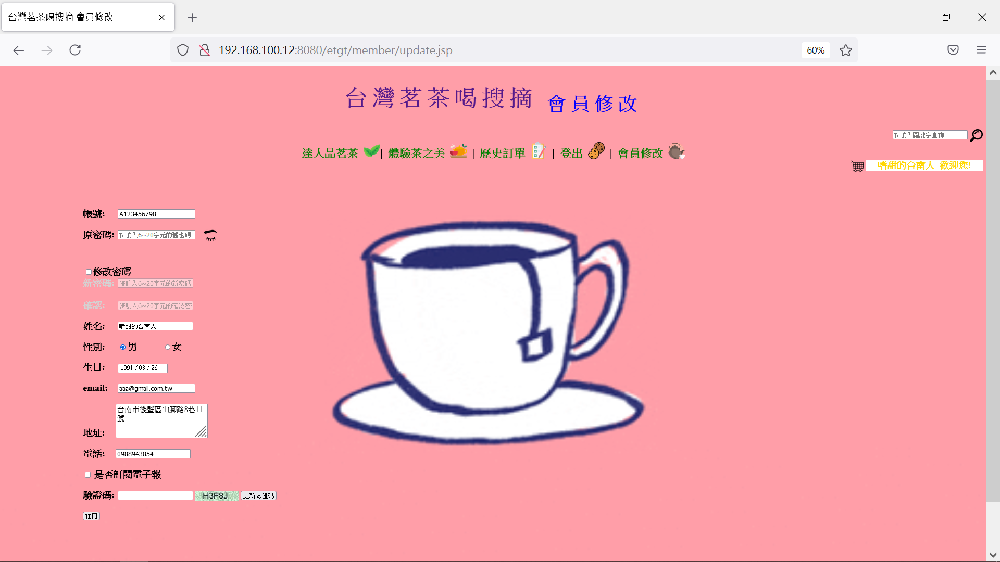 台灣茗茶喝搜摘 會員修改
192.168.100.12:8080/etgt/member/update.jsp
60%
台灣茗茶喝搜摘 會員修改
請輸入關鍵字查詢
達人品茗茶 | 體驗茶之美 | 歷史訂單 | 登出 | 會員修改
嗜甜的台南人 歡迎您!
帳號: A123456798
原密碼: 請輸入6~20字元的舊密碼
修改密碼
新密碼: 請輸入6~20字元的新密碼
確認: 請輸入6~20字元的確認密
姓名: 嗜甜的台南人
性別: 男 女
生日: 1991 / 03 / 26
email: aaa@gmail.com.tw
台南市後壁區山腳路8巷11
號
地址:
電話: 0988943854
是否訂閱電子報
驗證碼: H3F8J 更新驗證碼
註冊